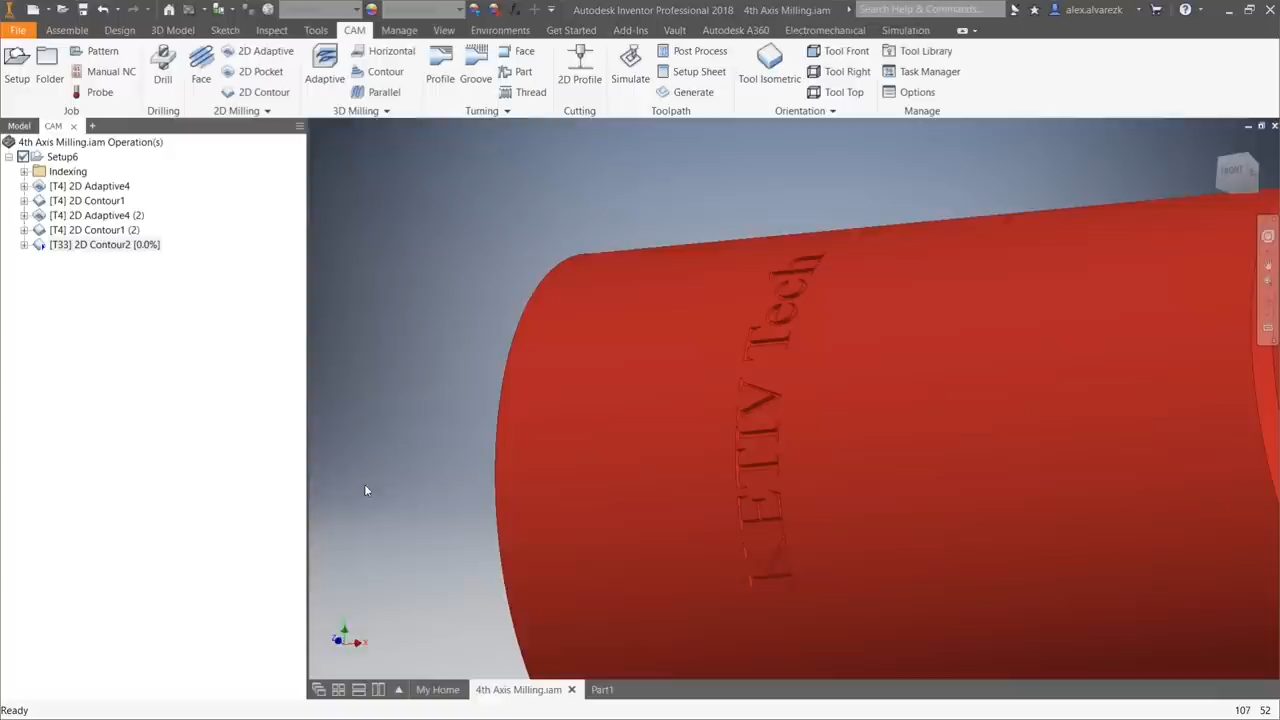 Autodesk Inventor Professional 2018 4th Axis Milling.iam
Search Help & Commands...
alex.alvarezk
File Assembly Design 3D Model Sketch Inspect Tools CAM Manage View Environments Get Started Add-Ins Vault Autodesk A360 Electromechanical Simulation
Setup Folder Pattern Manual NC Probe
Drill Face 2D Adaptive 2D Pocket 2D Contour
Adaptive Horizontal Contour Parallel
Profile Groove Face Part Thread
2D Profile Simulate Post Process Setup Sheet Generate
Tool Isometric Tool Front Tool Right Tool Top
Tool Library Task Manager Options
Job Drilling 2D Milling 3D Milling Turning Cutting Toolpath Orientation Manage
Model CAM
4th Axis Milling.iam Operation(s)
Setup6
Indexing
[T4] 2D Adaptive4
[T4] 2D Contour1
[T4] 2D Adaptive4 (2)
[T4] 2D Contour1 (2)
[T33] 2D Contour2 [0.0%]
FRONT
KETIV Tech
Z X
My Home 4th Axis Milling.iam Part1
Ready 107 52